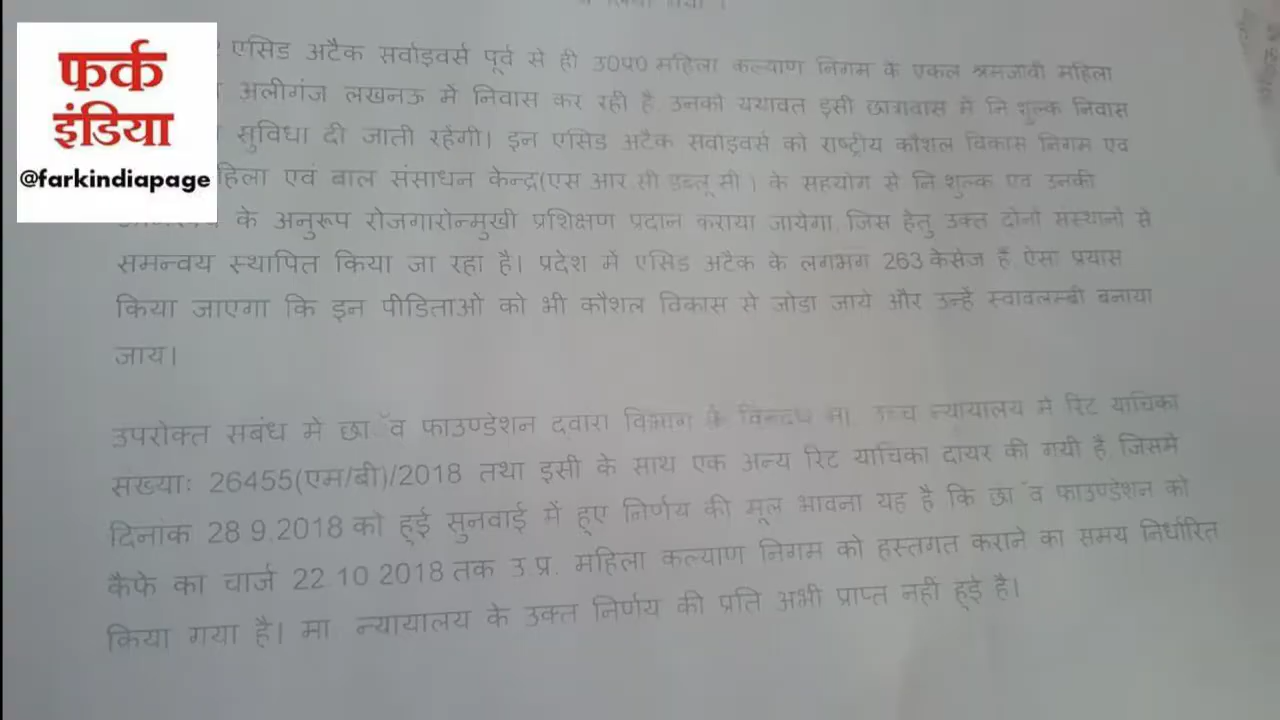 फर्क
इंडिया
@farkindiapage
एसिड अटैक सर्वाइवर्स पूर्व से ही उ0प्र0 महिला कल्याण निगम के एकल श्रमजीवी महिला
अलीगंज लखनऊ में निवास कर रही है, उनको यथावत इसी छात्रावास में नि शुल्क निवास
सुविधा दी जाती रहेंगी। इन एसिड अटैक सर्वाइवर्स को राष्ट्रीय कौशल विकास निगम एवं
हिला एवं बाल संसाधन केन्द्र(एस आर सी डब्लू सी ) के सहयोग से नि शुल्क एवं उनकी
के अनुरूप रोजगारोन्मुखी प्रशिक्षण प्रदान कराया जायेगा, जिस हेतु उक्त दोनों संस्थानों से
समन्वय स्थापित किया जा रहा है। प्रदेश में एसिड अटैक के लगभग 263 केसेज हैं, ऐसा प्रयास
किया जाएगा कि इन पीडिताओं को भी कौशल विकास से जोडा जाये और उन्हें स्वावलम्बी बनाया
जाय।
उपरोक्त संबंध में छाॅंव फाउण्डेशन दवारा विभाग के विरूद्ध मा. उच्च न्यायालय में रिट याचिका
संख्याः 26455(एम/बी)/2018 तथा इसी के साथ एक अन्य रिट याचिका दायर की गयी है, जिसमें
दिनांक 28.9.2018 को हूई सुनवाई में हूए निर्णय की मूल भावना यह है कि छाॅंव फाउण्डेशन को
कैफे का चार्ज 22.10.2018 तक उ.प्र. महिला कल्याण निगम को हस्तगत कराने का समय निर्धारित
किया गया है। मा. न्यायालय के उक्त निर्णय की प्रति अभी प्राप्त नहीं हूई है।